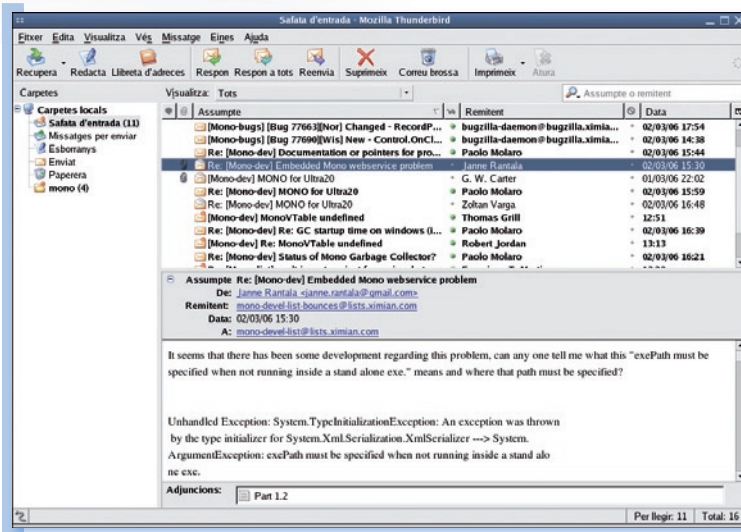 Safata d'entrada - Mozilla Thunderbird
Fitxer Edita Visualitza Vés Missatge Eines Ajuda
Recupera Redacta Llibreta d'adreces Respon Respon a tots Reenvia Suprimeix Correu brossa Imprimeix Atura
Carpetes
Visualitza: Tots
Assumpte o remitent
Carpetes locals
Safata d'entrada (11)
Missatges per enviar
Esborranys
Enviat
Paperera
mono (4)
Assumpte Remitent Data
[Mono-bugs] [Bug 77663][Nor] Changed - RecordP... bugzilla-daemon@bugzilla.ximia... 02/03/06 17:54
[Mono-bugs] [Bug 77690][Wis] New - Control.OnCl... bugzilla-daemon@bugzilla.ximia... 02/03/06 14:38
Re: [Mono-dev] Documentation or pointers for pro... Paolo Molaro 02/03/06 15:44
Re: [Mono-dev] Embedded Mono webservice problem Janne Rantala 02/03/06 15:30
[Mono-dev] MONO for Ultra20 G. W. Carter 01/03/06 22:02
Re: [Mono-dev] MONO for Ultra20 Paolo Molaro 02/03/06 15:59
Re: [Mono-dev] MONO for Ultra20 Zoltan Varga 02/03/06 16:48
[Mono-dev] MonoVTable undefined Thomas Grill 12:51
Re: [Mono-dev] Re: GC startup time on windows (i... Paolo Molaro 02/03/06 16:39
[Mono-dev] Re: MonoVTable undefined Robert Jordan 13:13
Re: [Mono-dev] Status of Mono Garbage Collector? Paolo Molaro 02/03/06 16:21
Assumpte Re: [Mono-dev] Embedded Mono webservice problem
De: Janne Rantala <janne.rantala@gmail.com>
Remitent: mono-devel-list-bounces@lists.ximian.com
Data: 02/03/06 15:30
A: mono-devel-list@lists.ximian.com
It seems that there has been some development regarding this problem, can any one tell me what this "exePath must be
specified when not running inside a stand alone exe." means and where that path must be specified?
Unhandled Exception: System.TypeInitializationException: An exception was thrown
by the type initializer for System.Xml.Serialization.XmlSerializer ---> System.
ArgumentException: exePath must be specified when not running inside a stand alo
ne exe.
Adjuncions: Part 1.2
Per llegir: 11 Total: 16